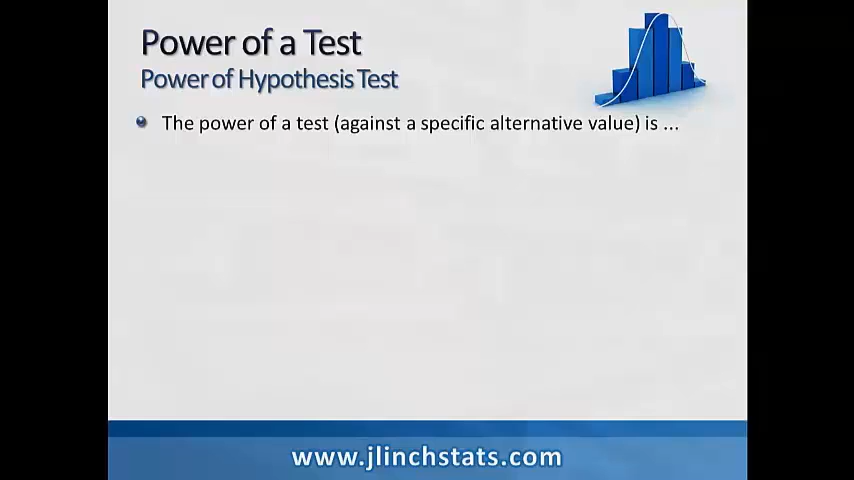 Power of a Test
Power of Hypothesis Test
The power of a test (against a specific alternative value) is ...
www.jlinchstats.com